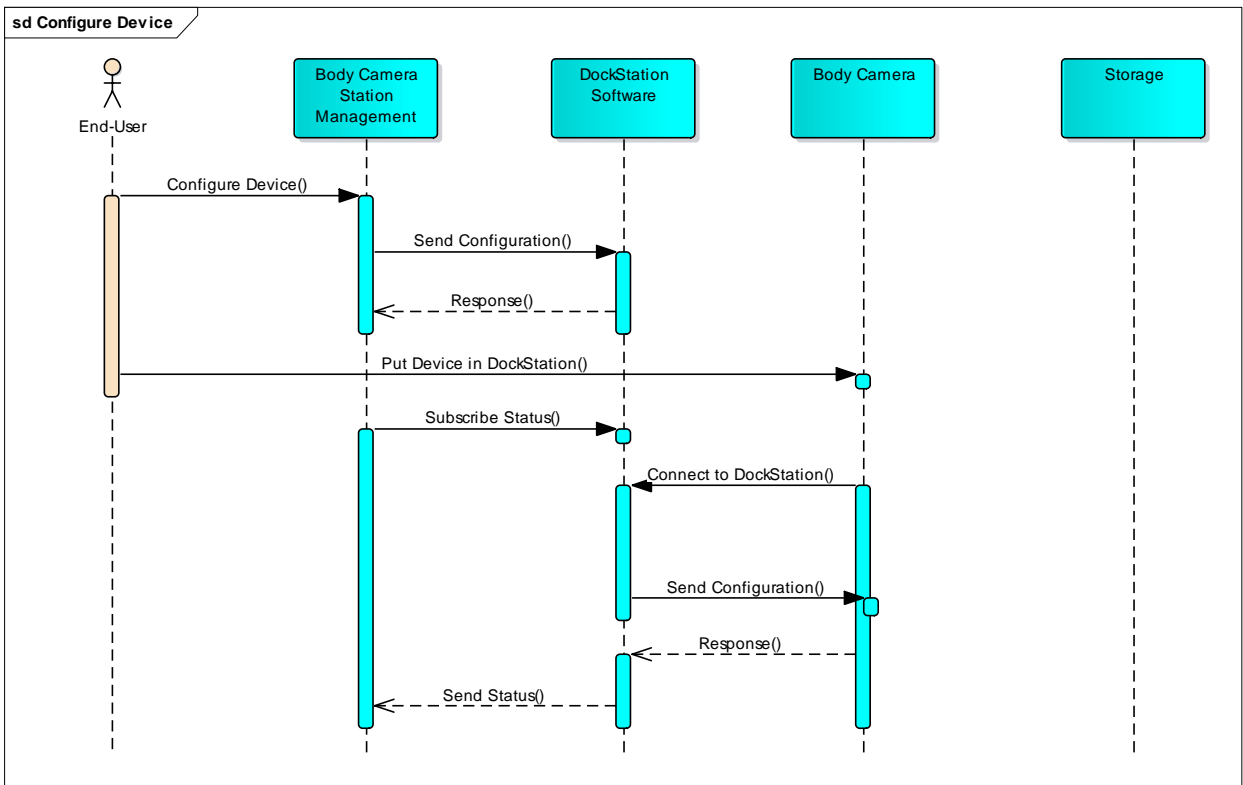 sd Configure Device
End-User
Body Camera
Station
Management
DockStation
Software
Body Camera
Storage
Configure Device()
Send Configuration()
Response()
Put Device in DockStation()
Subscribe Status()
Connect to DockStation()
Send Configuration()
Response()
Send Status()